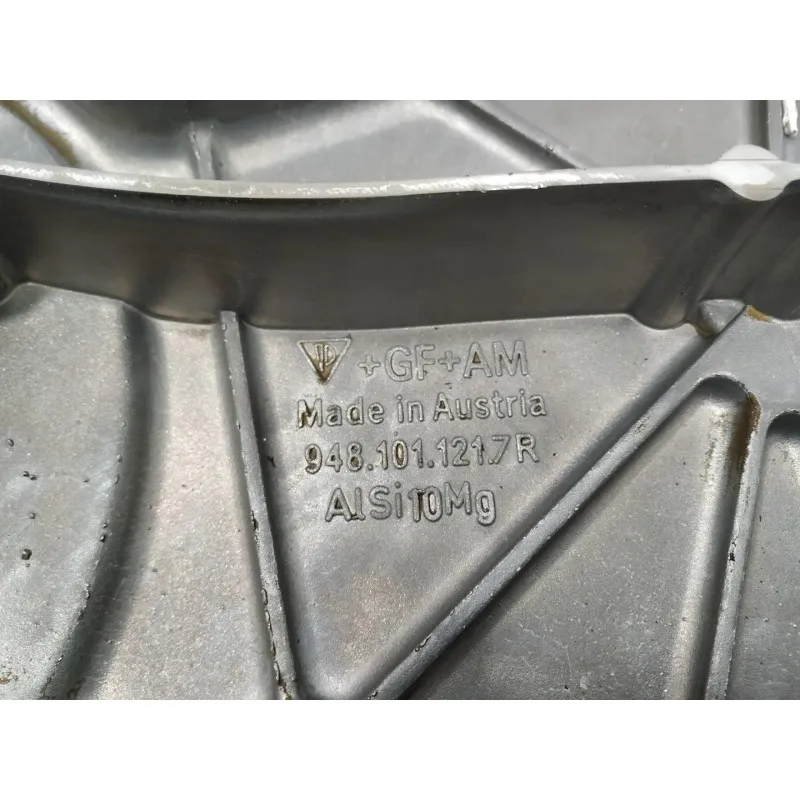 +GF+AM
Made in Austria
948.101.121.7R
AlSi10Mg